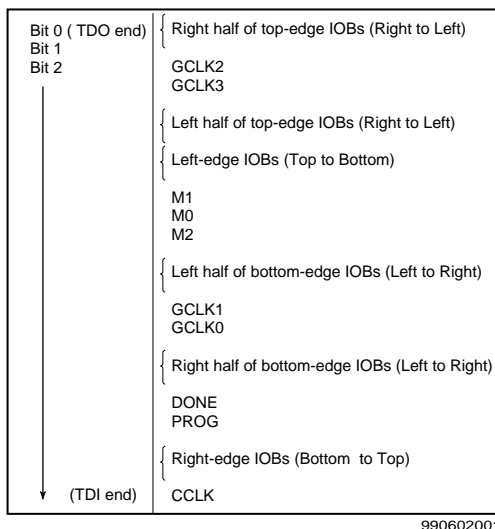 Bit 0 ( TDO end)
Bit 1
Bit 2
Right half of top-edge IOBs (Right to Left)
GCLK2
GCLK3
Left half of top-edge IOBs (Right to Left)
Left-edge IOBs (Top to Bottom)
M1
M0
M2
Left half of bottom-edge IOBs (Left to Right)
GCLK1
GCLK0
Right half of bottom-edge IOBs (Left to Right)
DONE
PROG
Right-edge IOBs (Bottom to Top)
(TDI end)
CCLK
990602001